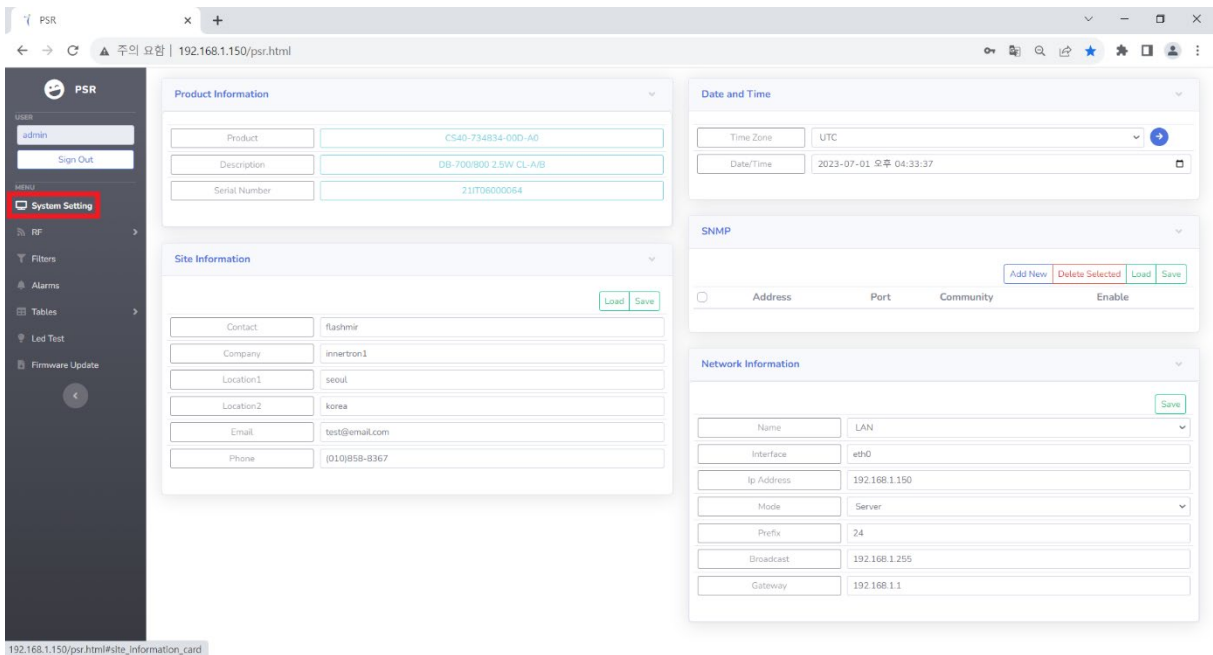 PSR
주의 요함 | 192.168.1.150/psr.html
PSR
USER
admin
Sign Out
MENU
System Setting
RF
Filters
Alarms
Tables
Led Test
Firmware Update
Product Information
Product CS40-734834-00D-A0
Description DB-700/800 2.5W CL-A/B
Serial Number 21IT06000064
Site Information
Load Save
Contact flashmir
Company innertron1
Location1 seoul
Location2 korea
Email test@email.com
Phone (010)858-8367
Date and Time
Time Zone UTC
Date/Time 2023-07-01 오후 04:33:37
SNMP
Add New Delete Selected Load Save
Address Port Community Enable
Network Information
Save
Name LAN
Interface eth0
Ip Address 192.168.1.150
Mode Server
Prefix 24
Broadcast 192.168.1.255
Gateway 192.168.1.1
192.168.1.150/psr.html#site_information_card